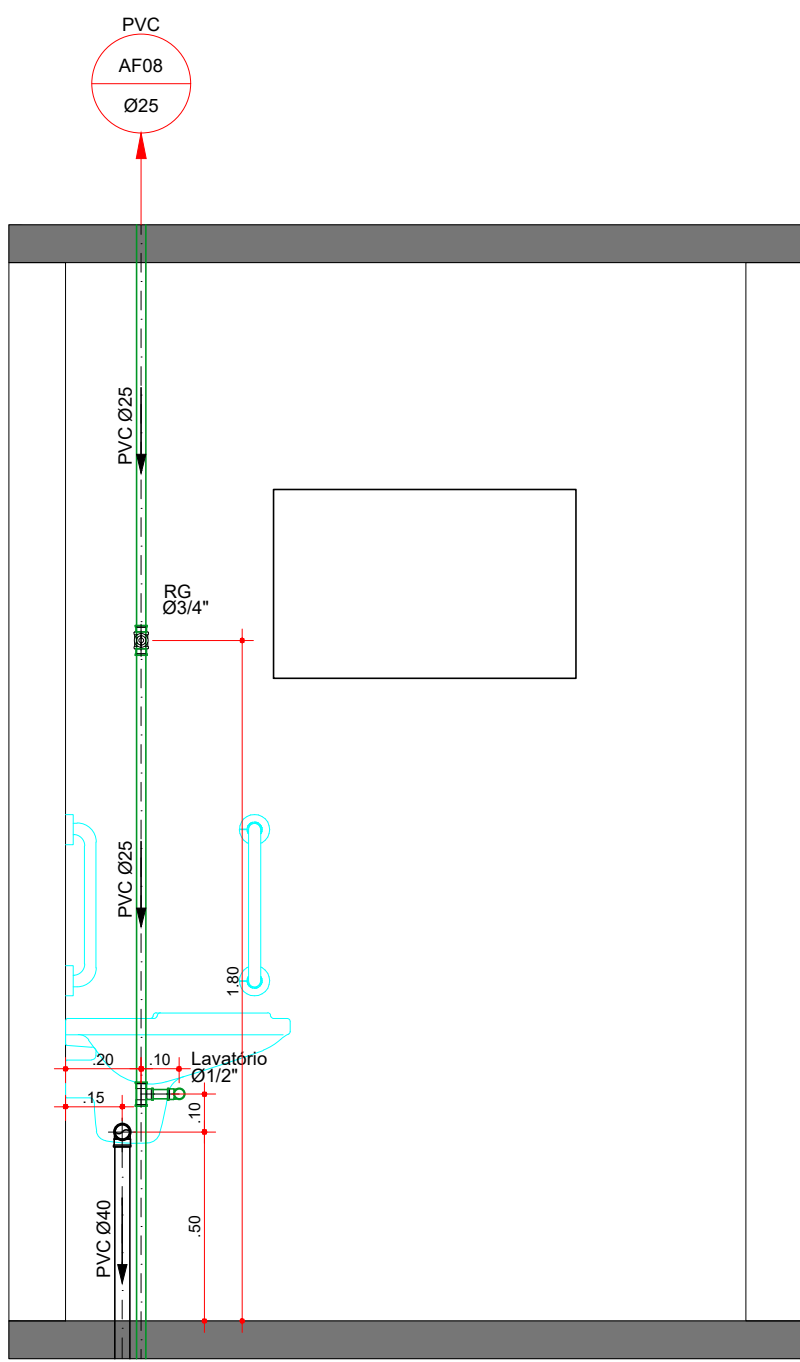 PVC
AF08
Ø25
PVC Ø25
RG
Ø3/4"
PVC Ø25
1.80
.20
.10
Lavatório
Ø1/2"
.15
.10
PVC Ø40
.50